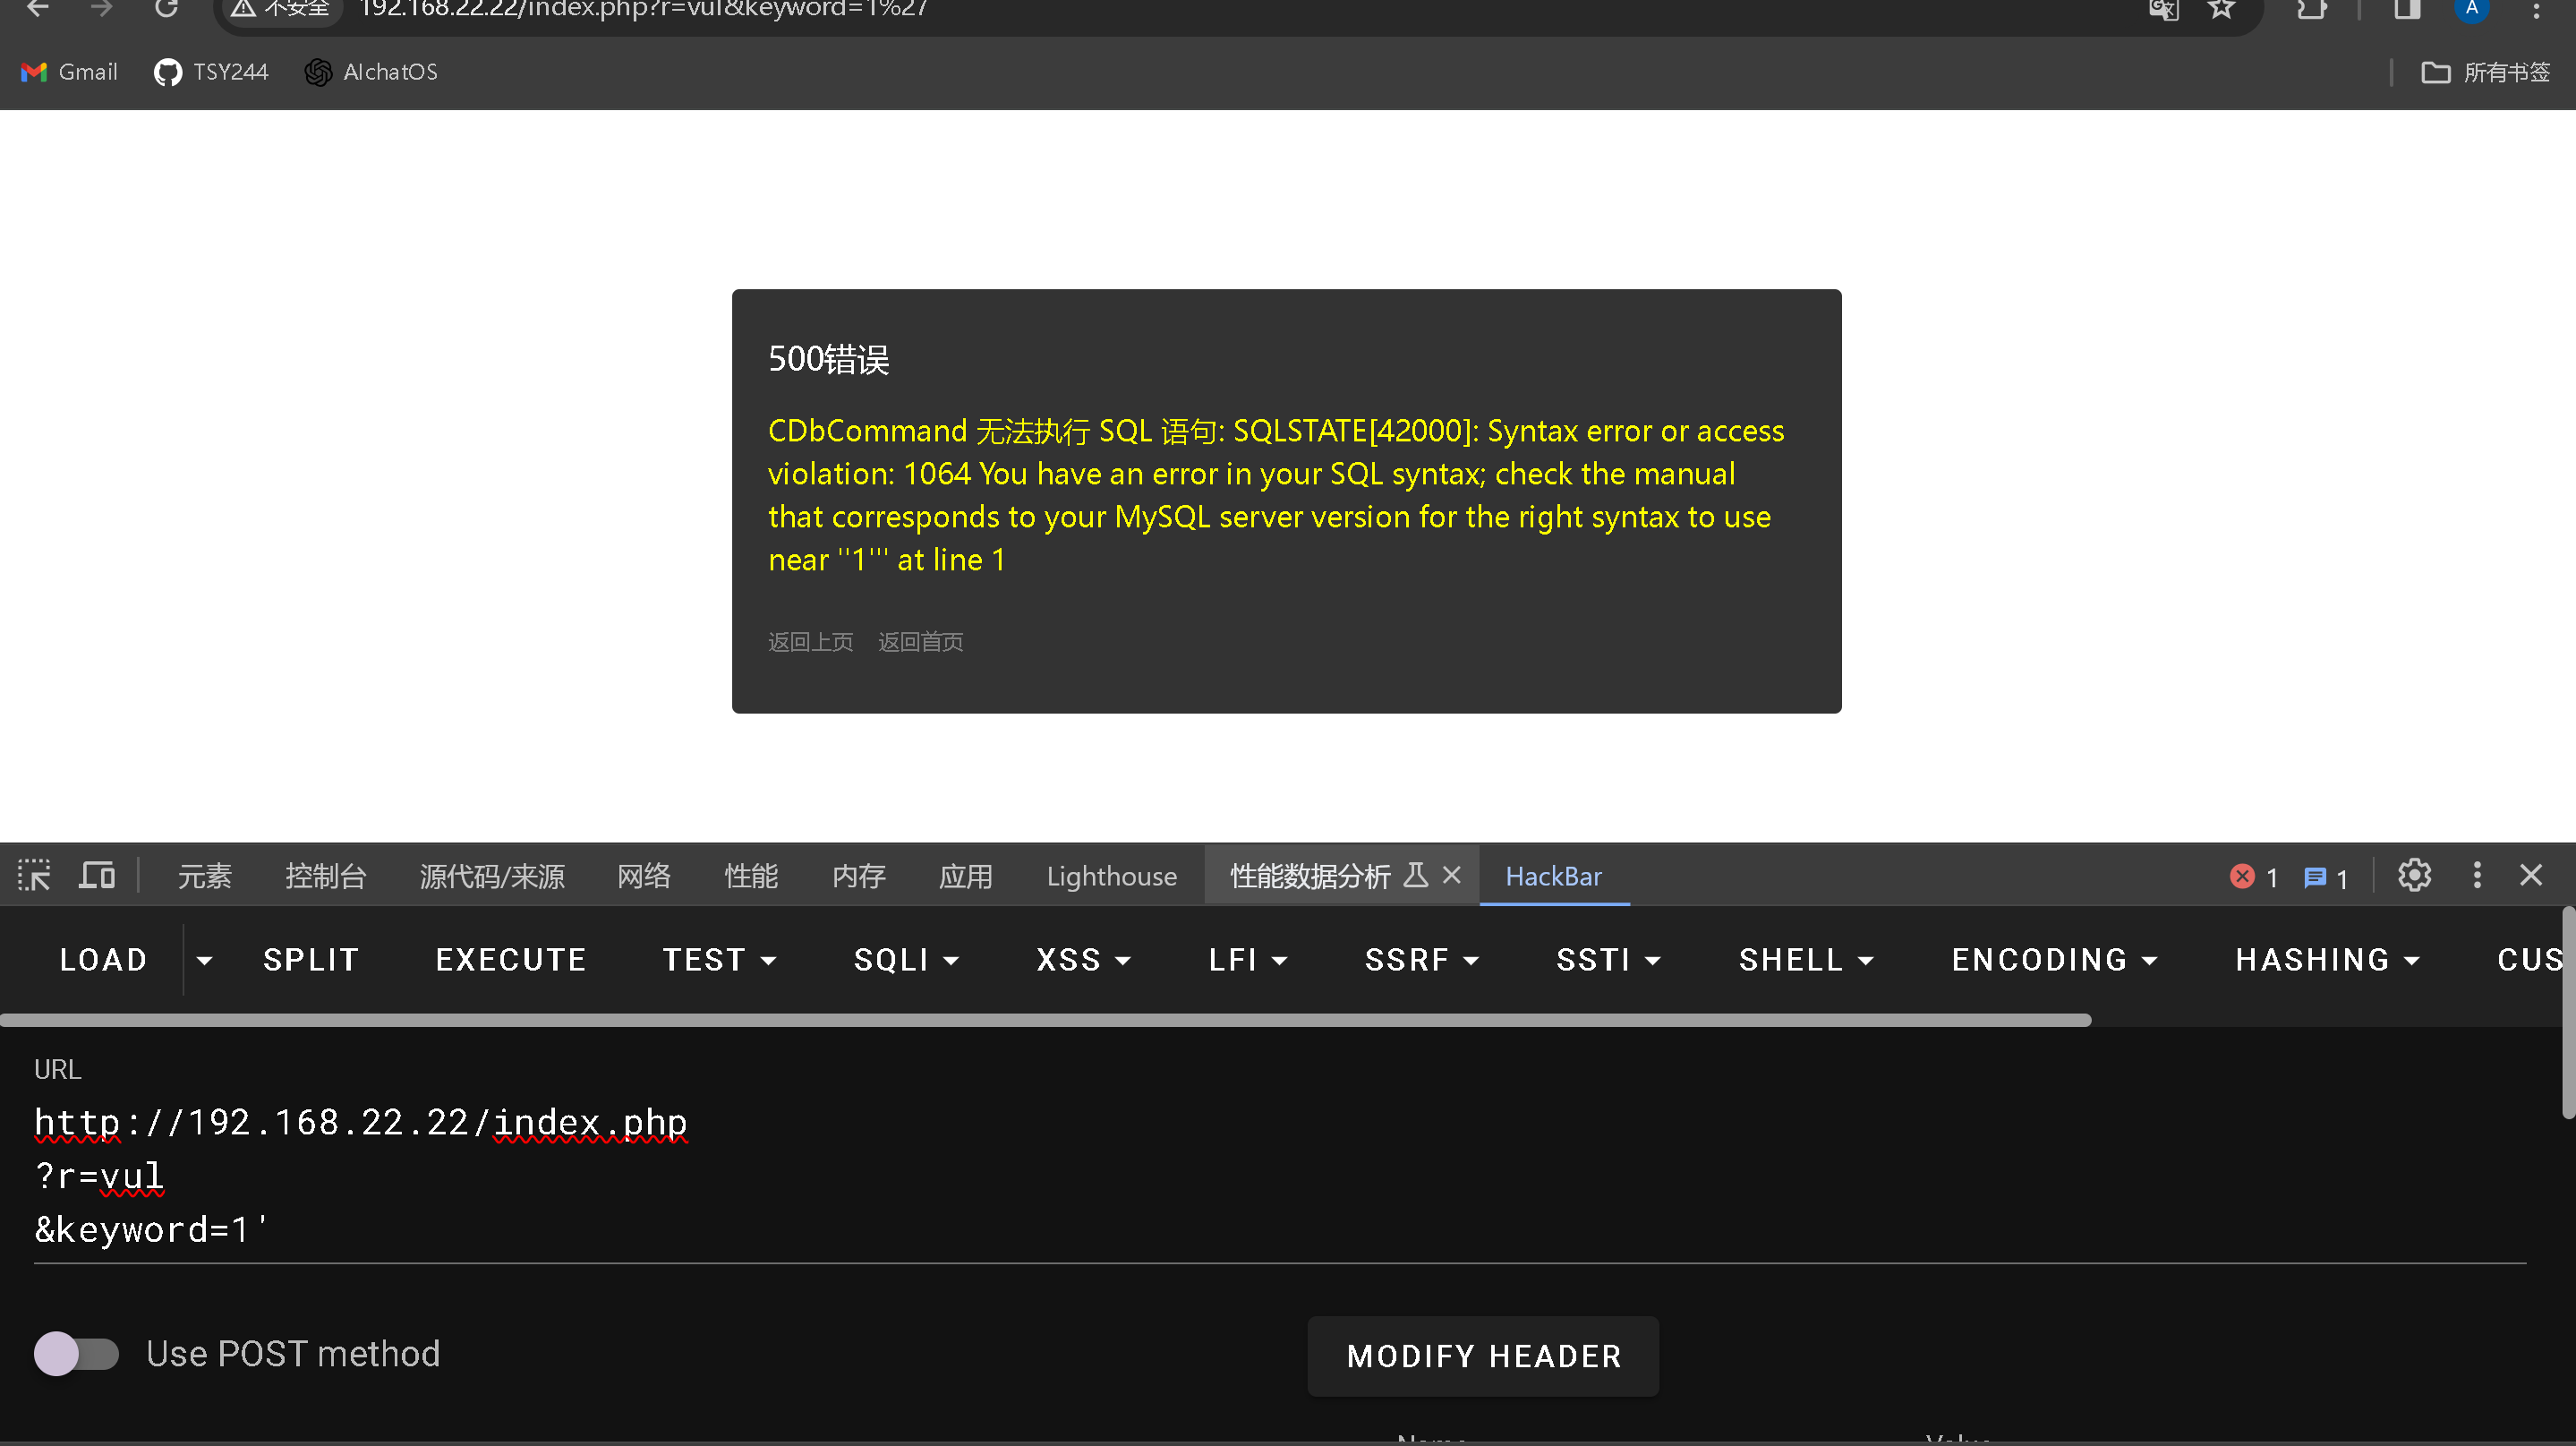 不安全 192.168.22.22/index.php?r=vul&keyword=1%27 A
Gmail TSY244 AIchatOS 所有书签
500错误
CDbCommand 无法执行 SQL 语句: SQLSTATE[42000]: Syntax error or access
violation: 1064 You have an error in your SQL syntax; check the manual
that corresponds to your MySQL server version for the right syntax to use
near ''1''' at line 1
返回上页 返回首页
元素 控制台 源代码/来源 网络 性能 内存 应用 Lighthouse 性能数据分析 HackBar 1 1
LOAD SPLIT EXECUTE TEST SQLI XSS LFI SSRF SSTI SHELL ENCODING HASHING CUS
URL
http://192.168.22.22/index.php
?r=vul
&keyword=1'
Use POST method MODIFY HEADER
Name Value